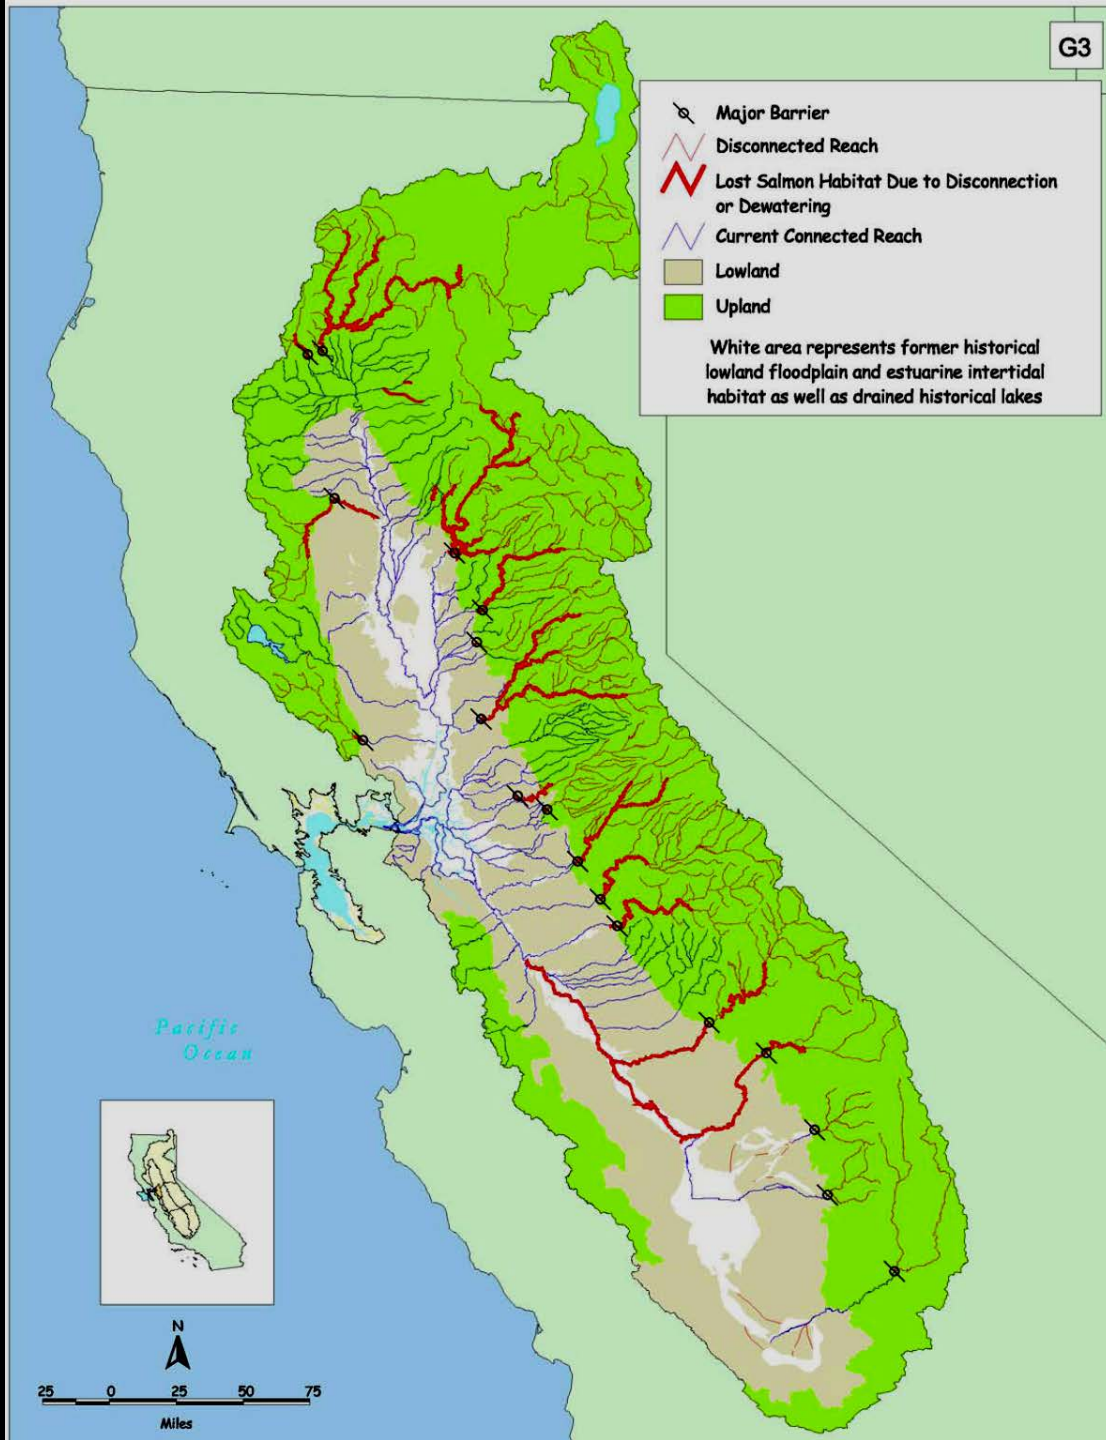 G3
Major Barrier
Disconnected Reach
Lost Salmon Habitat Due to Disconnection
or Dewatering
Current Connected Reach
Lowland
Upland
White area represents former historical
lowland floodplain and estuarine intertidal
habitat as well as drained historical lakes
Pacific
Ocean
N
25 0 25 50 75
Miles